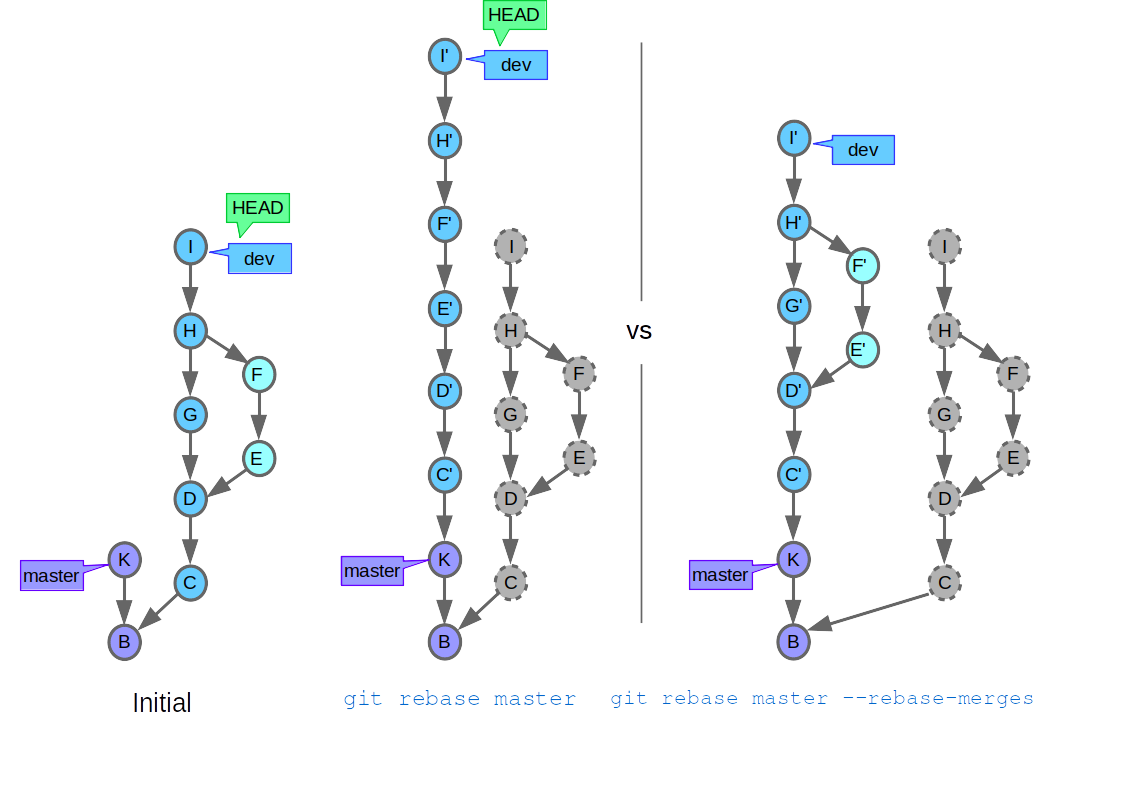 HEAD
I'
dev
H'
F'
E'
D'
C'
K
master
B
I
H
F
G
E
D
C
HEAD
I
dev
H
F
G
E
D
K
master
C
B
vs
I'
dev
H'
F'
G'
E'
D'
C'
K
master
B
I
H
F
G
E
D
C
Initial
git rebase master
git rebase master --rebase-merges